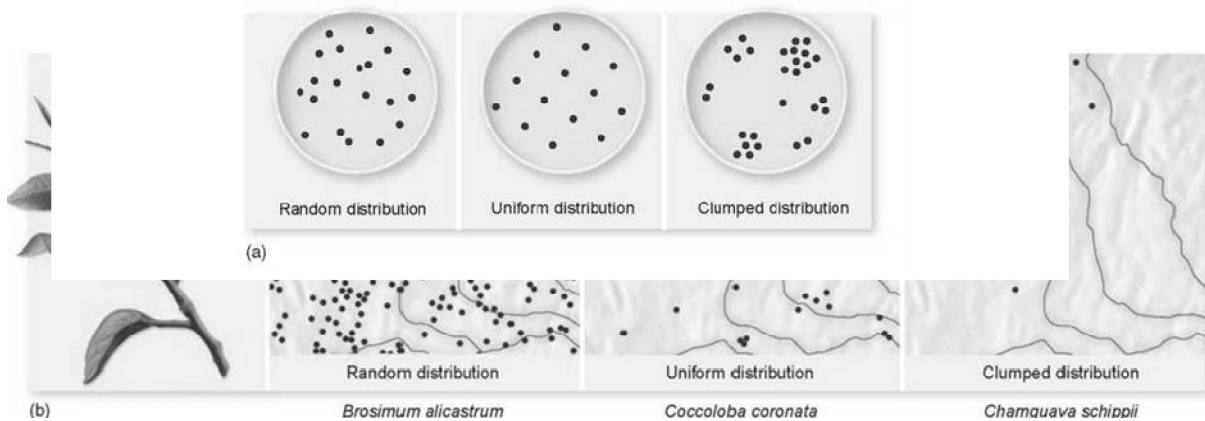 Random distribution
Uniform distribution
Clumped distribution
(a)
Random distribution
Uniform distribution
Clumped distribution
(b)
Brosimum alicastrum
Coccoloba coronata
Chamguava schippii